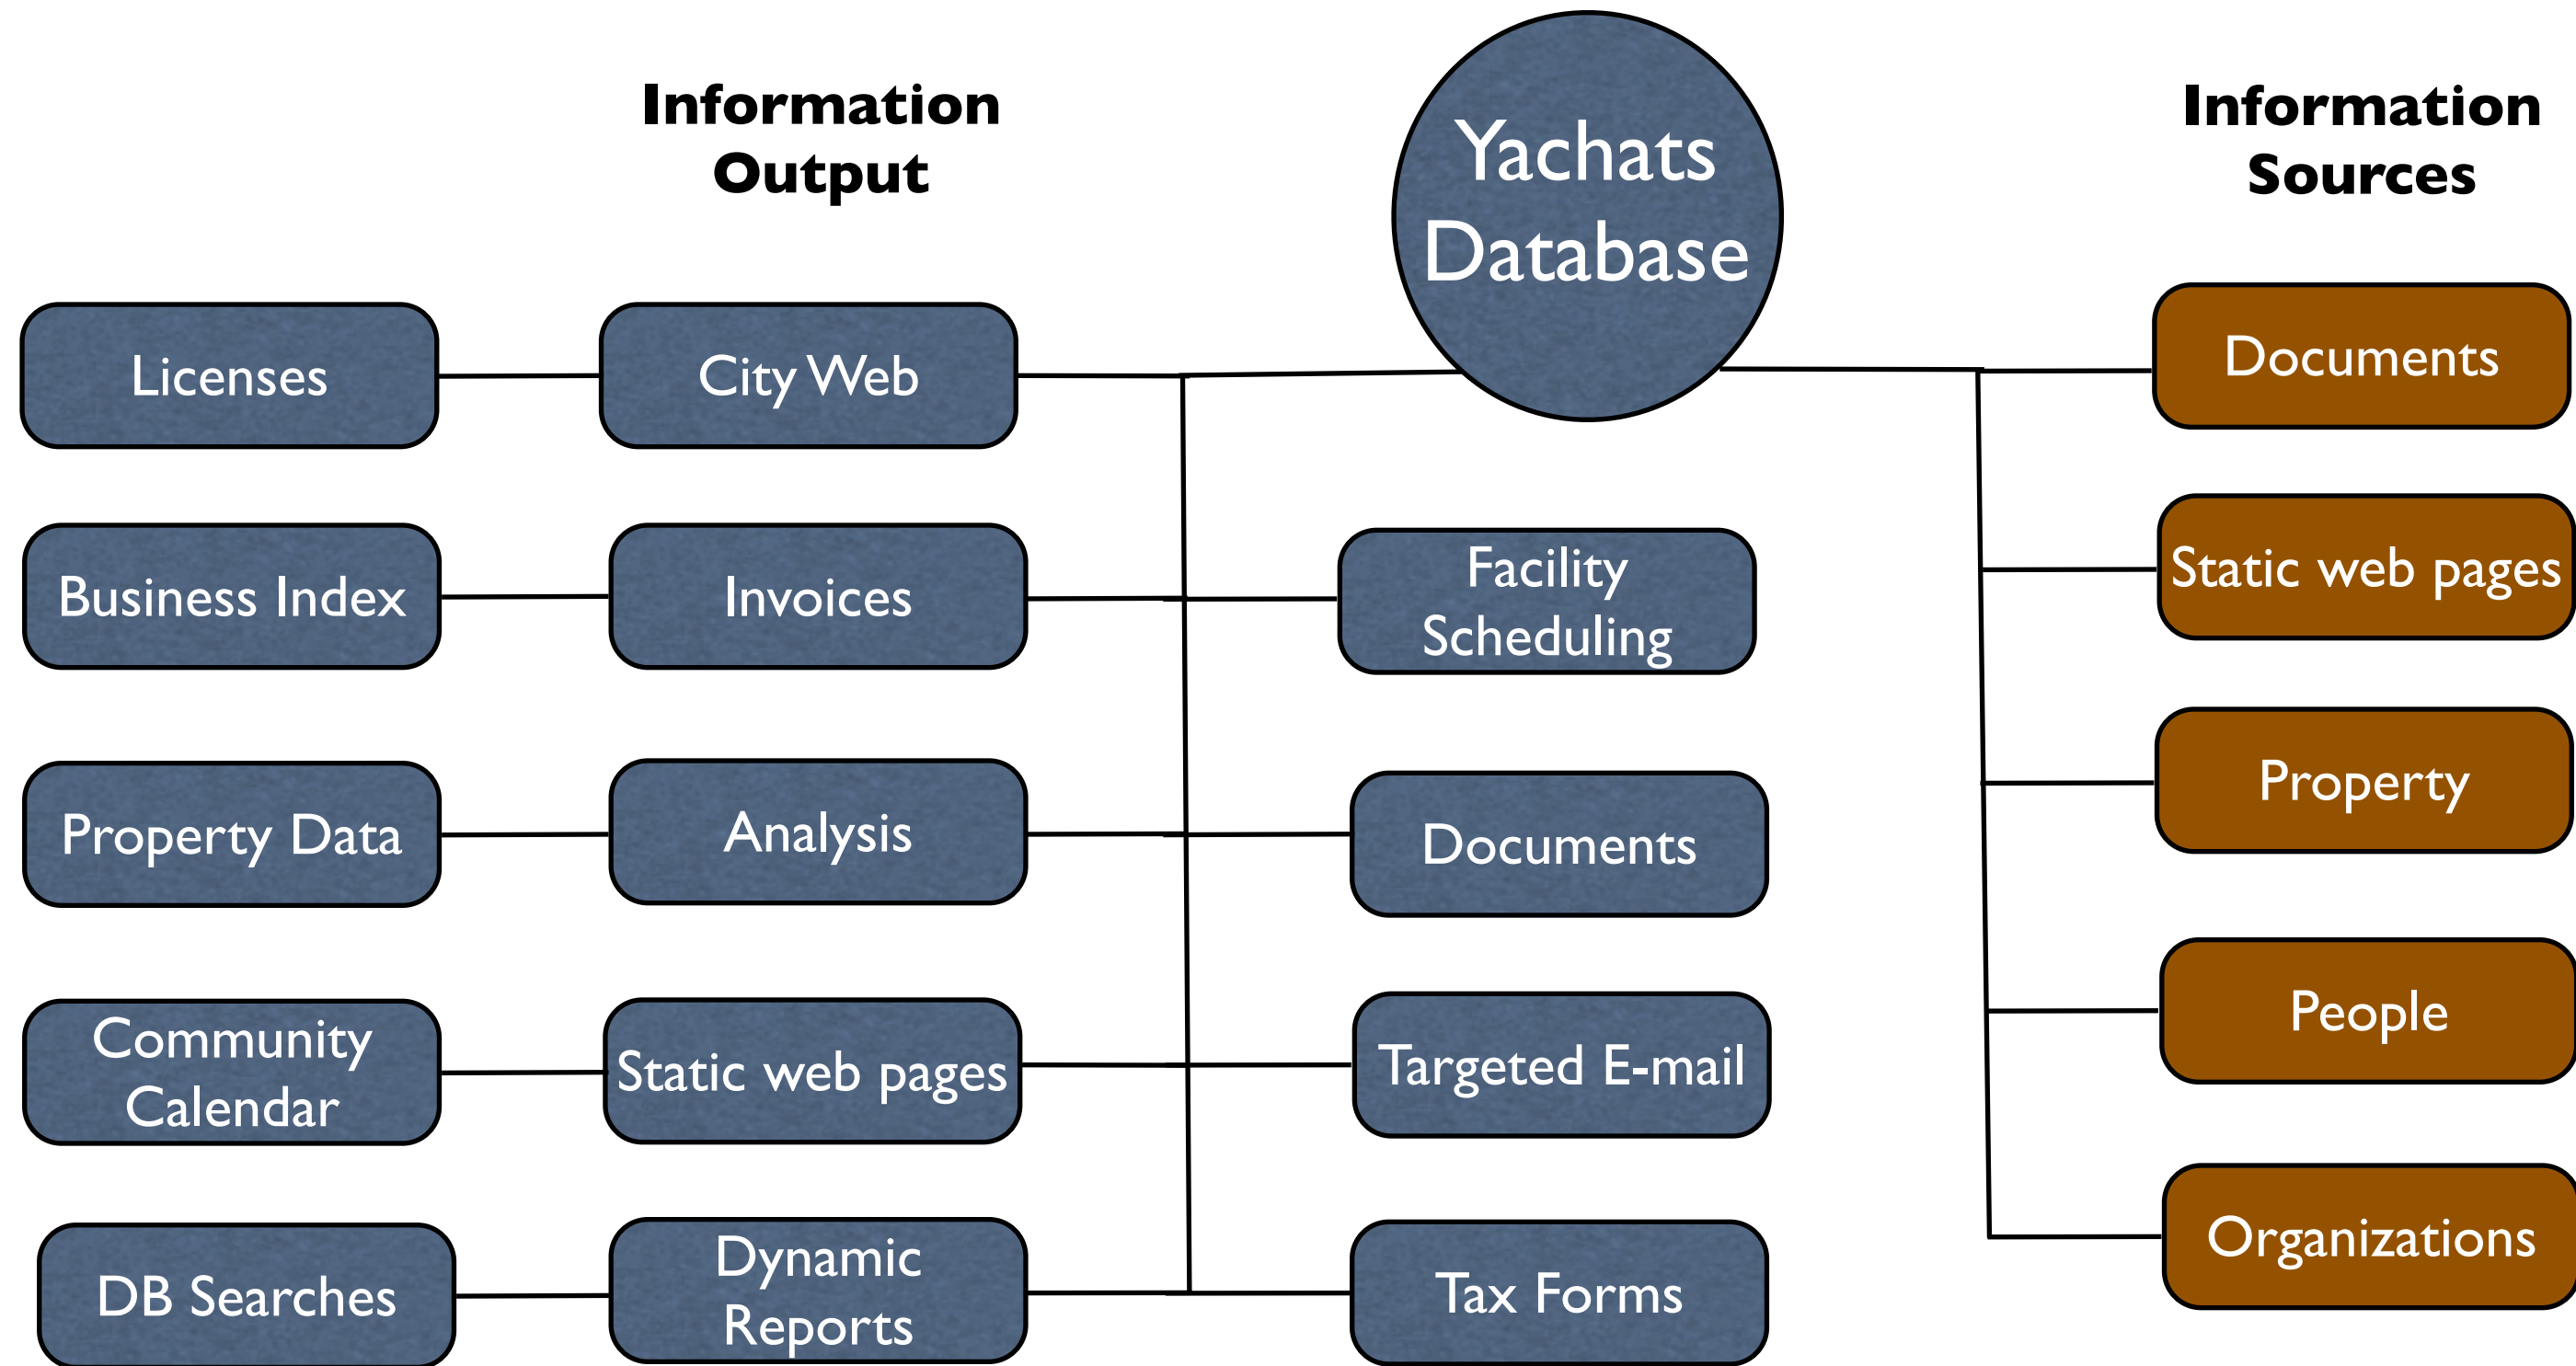 Information
Output
Yachats
Database
Information
Sources
Licenses
City Web
Documents
Business Index
Invoices
Facility
Scheduling
Static web pages
Property Data
Analysis
Documents
Property
Community
Calendar
Static web pages
Targeted E-mail
People
DB Searches
Dynamic
Reports
Tax Forms
Organizations